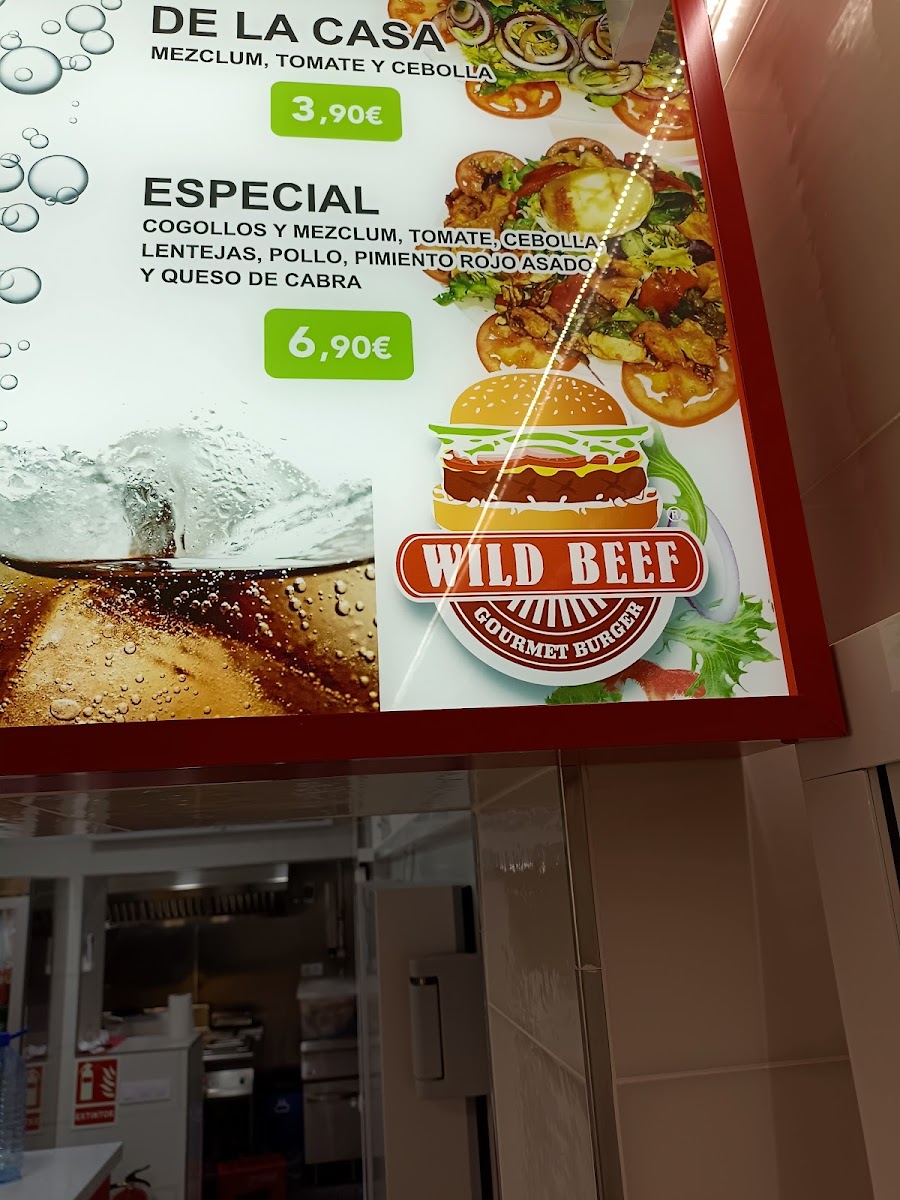 DE LA CASA
MEZCLUM, TOMATE Y CEBOLLA
3,90€
ESPECIAL
COGOLLOS Y MEZCLUM, TOMATE, CEBOLLA,
LENTEJAS, POLLO, PIMIENTO ROJO ASADO
Y QUESO DE CABRA
6,90€
®
WILD BEEF
GOURMET BURGER
EXTINTOR